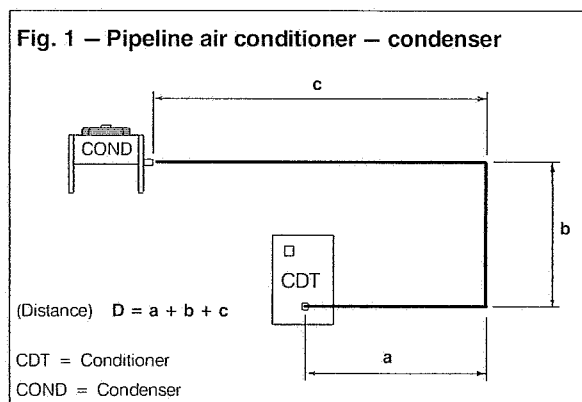 Fig. 1 – Pipeline air conditioner – condenser
c
COND
b
CDT
(Distance) D = a + b + c
a
CDT = Conditioner
COND = Condenser